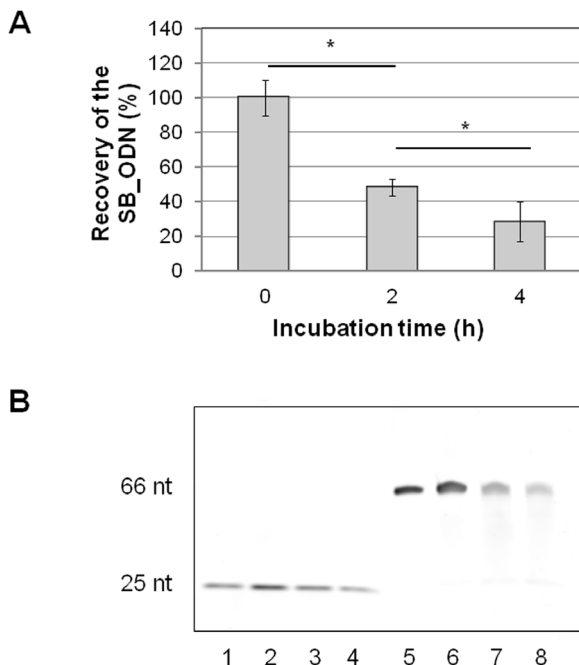 A
Recovery of the
SB_ODN (%)
140
120
100
80
60
40
20
0
*
*
0 2 4
Incubation time (h)
B
66 nt
25 nt
1 2 3 4 5 6 7 8